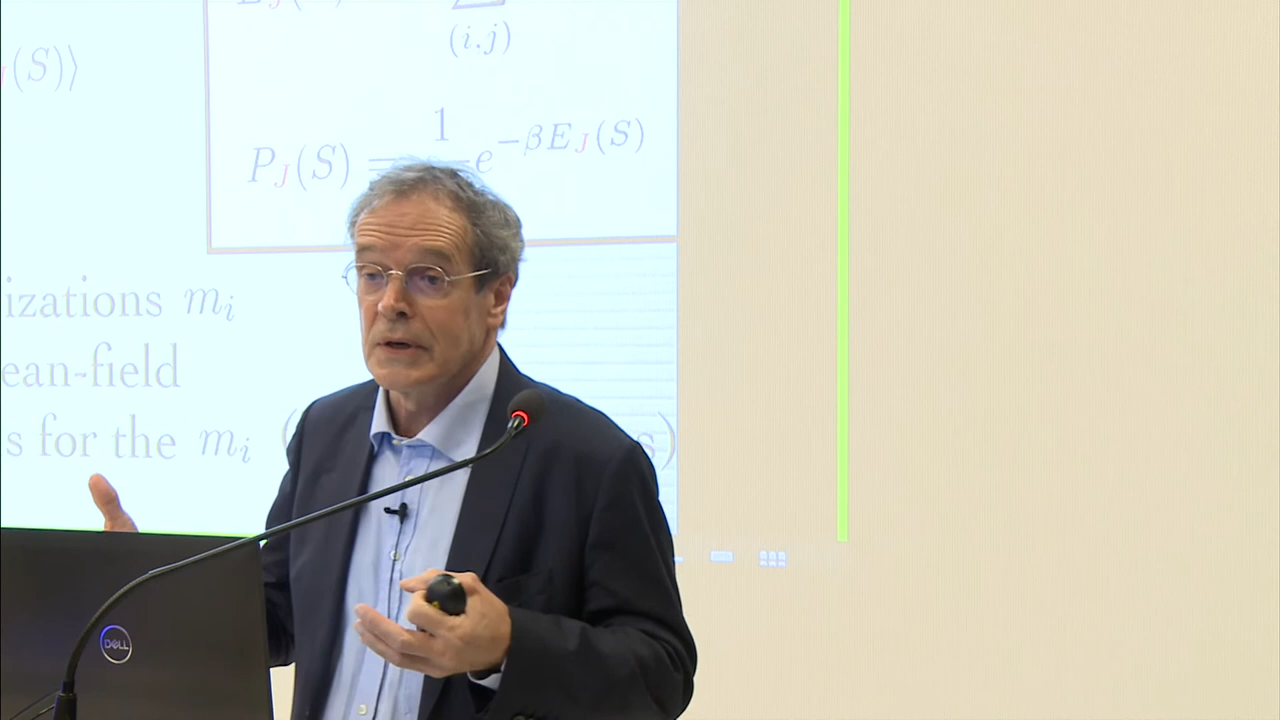 (i.j)
J(S)⟩
P_J(S) = 1 e^{-βE_J(S)}
izations m_i
ean-field
s for the m_i ( s)
DELL